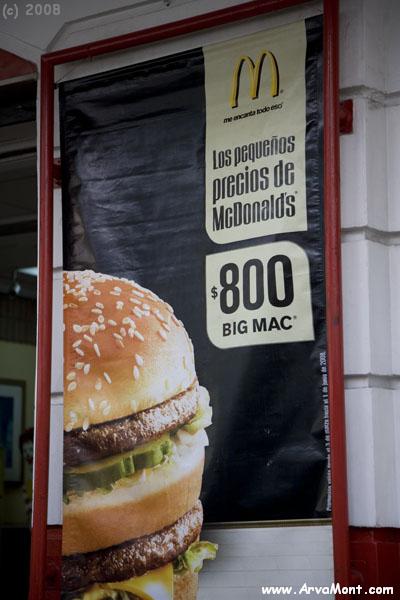 (c) 2008
M
me encanta todo eso!
Los pequeños
precios de
McDonald's®
$800
BIG MAC®
www.ArvaMont.com